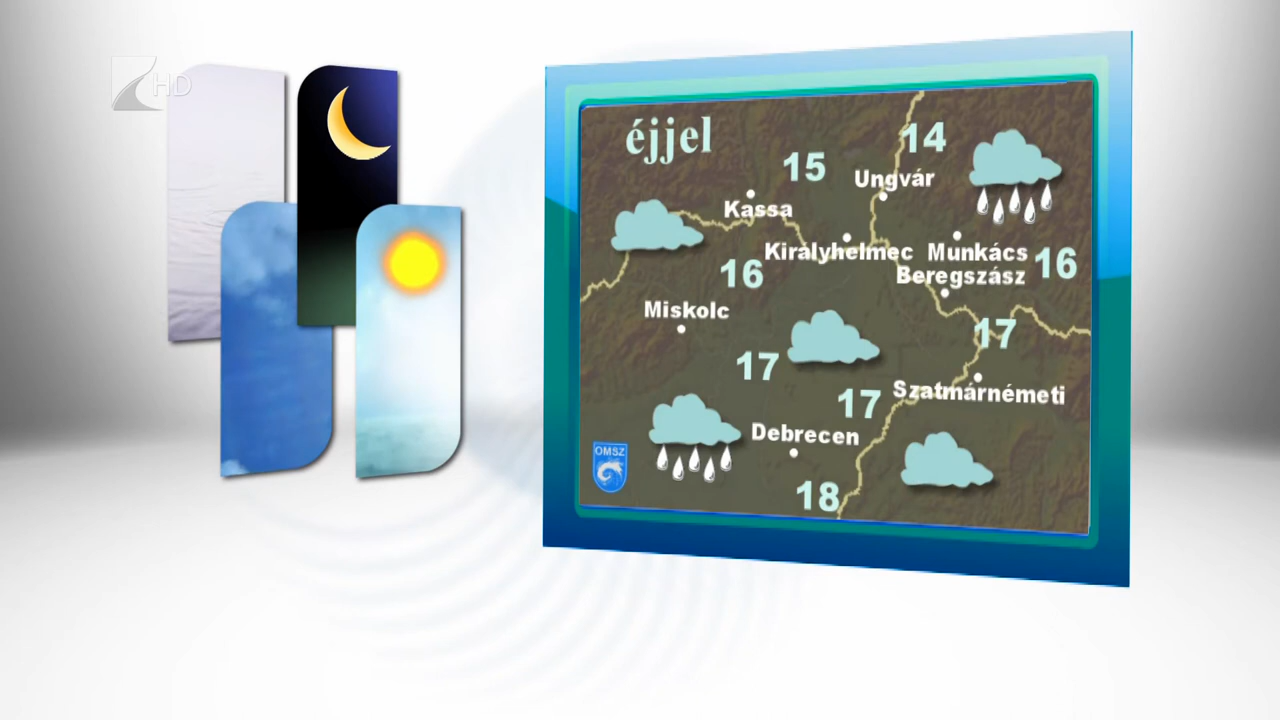 HD
éjjel
14
15
Ungvár
Kassa
Királyhelmec
Munkács
16
Beregszász
16
Miskolc
17
17
Szatmárnémeti
17
Debrecen
OMSZ
18